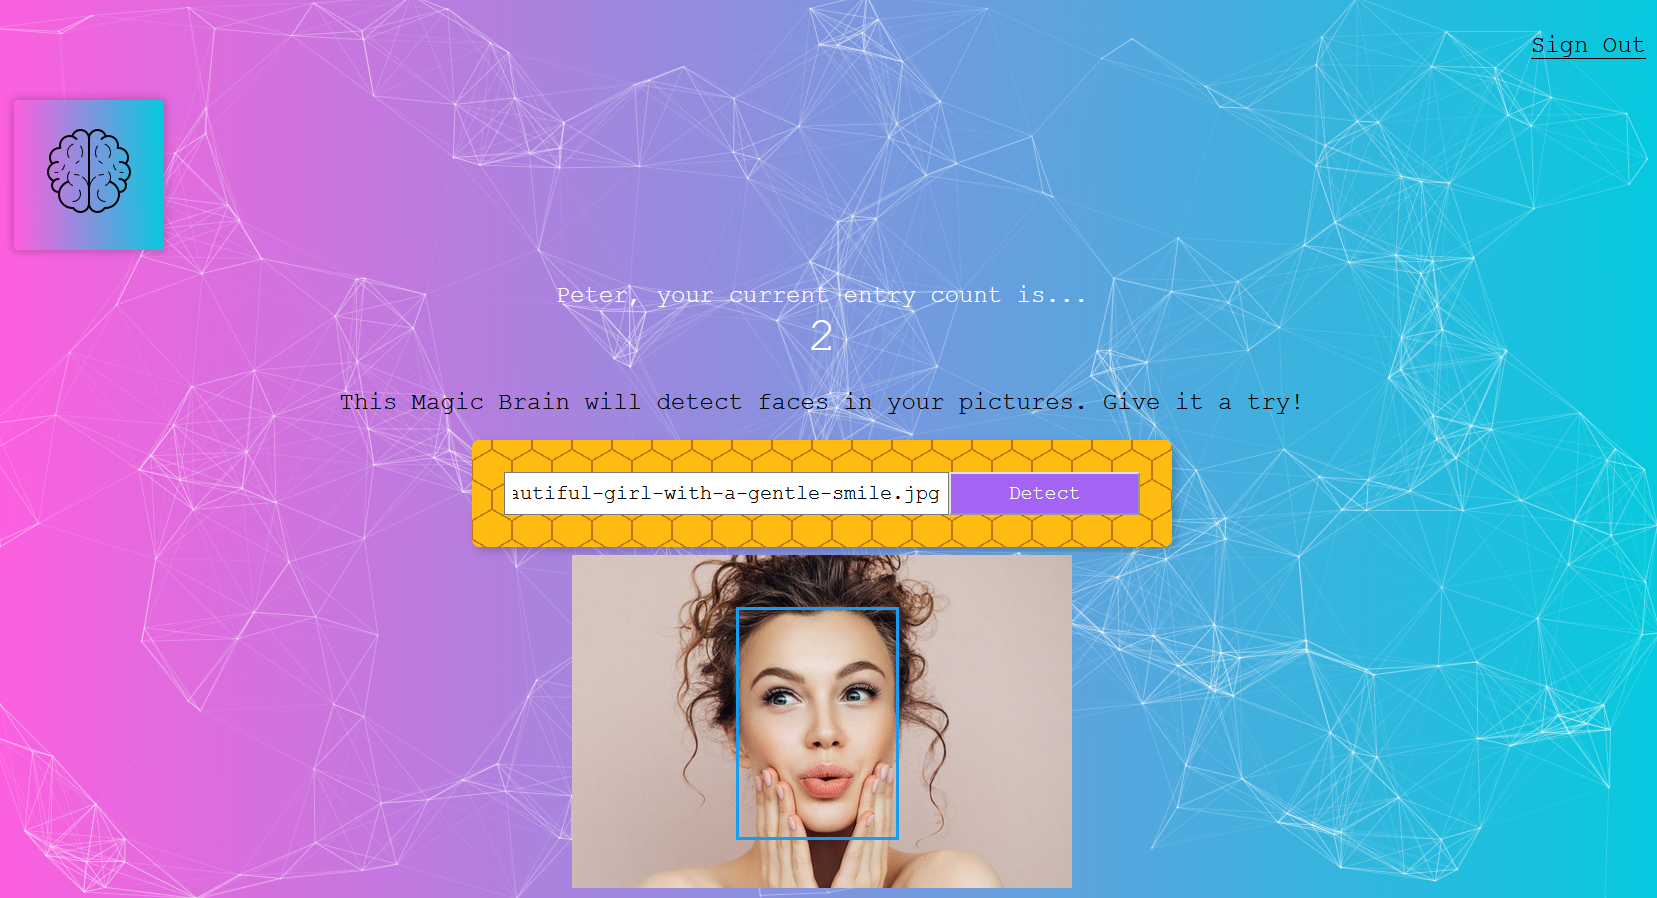 Sign Out
Peter, your current entry count is...
2
This Magic Brain will detect faces in your pictures. Give it a try!
autiful-girl-with-a-gentle-smile.jpg
Detect